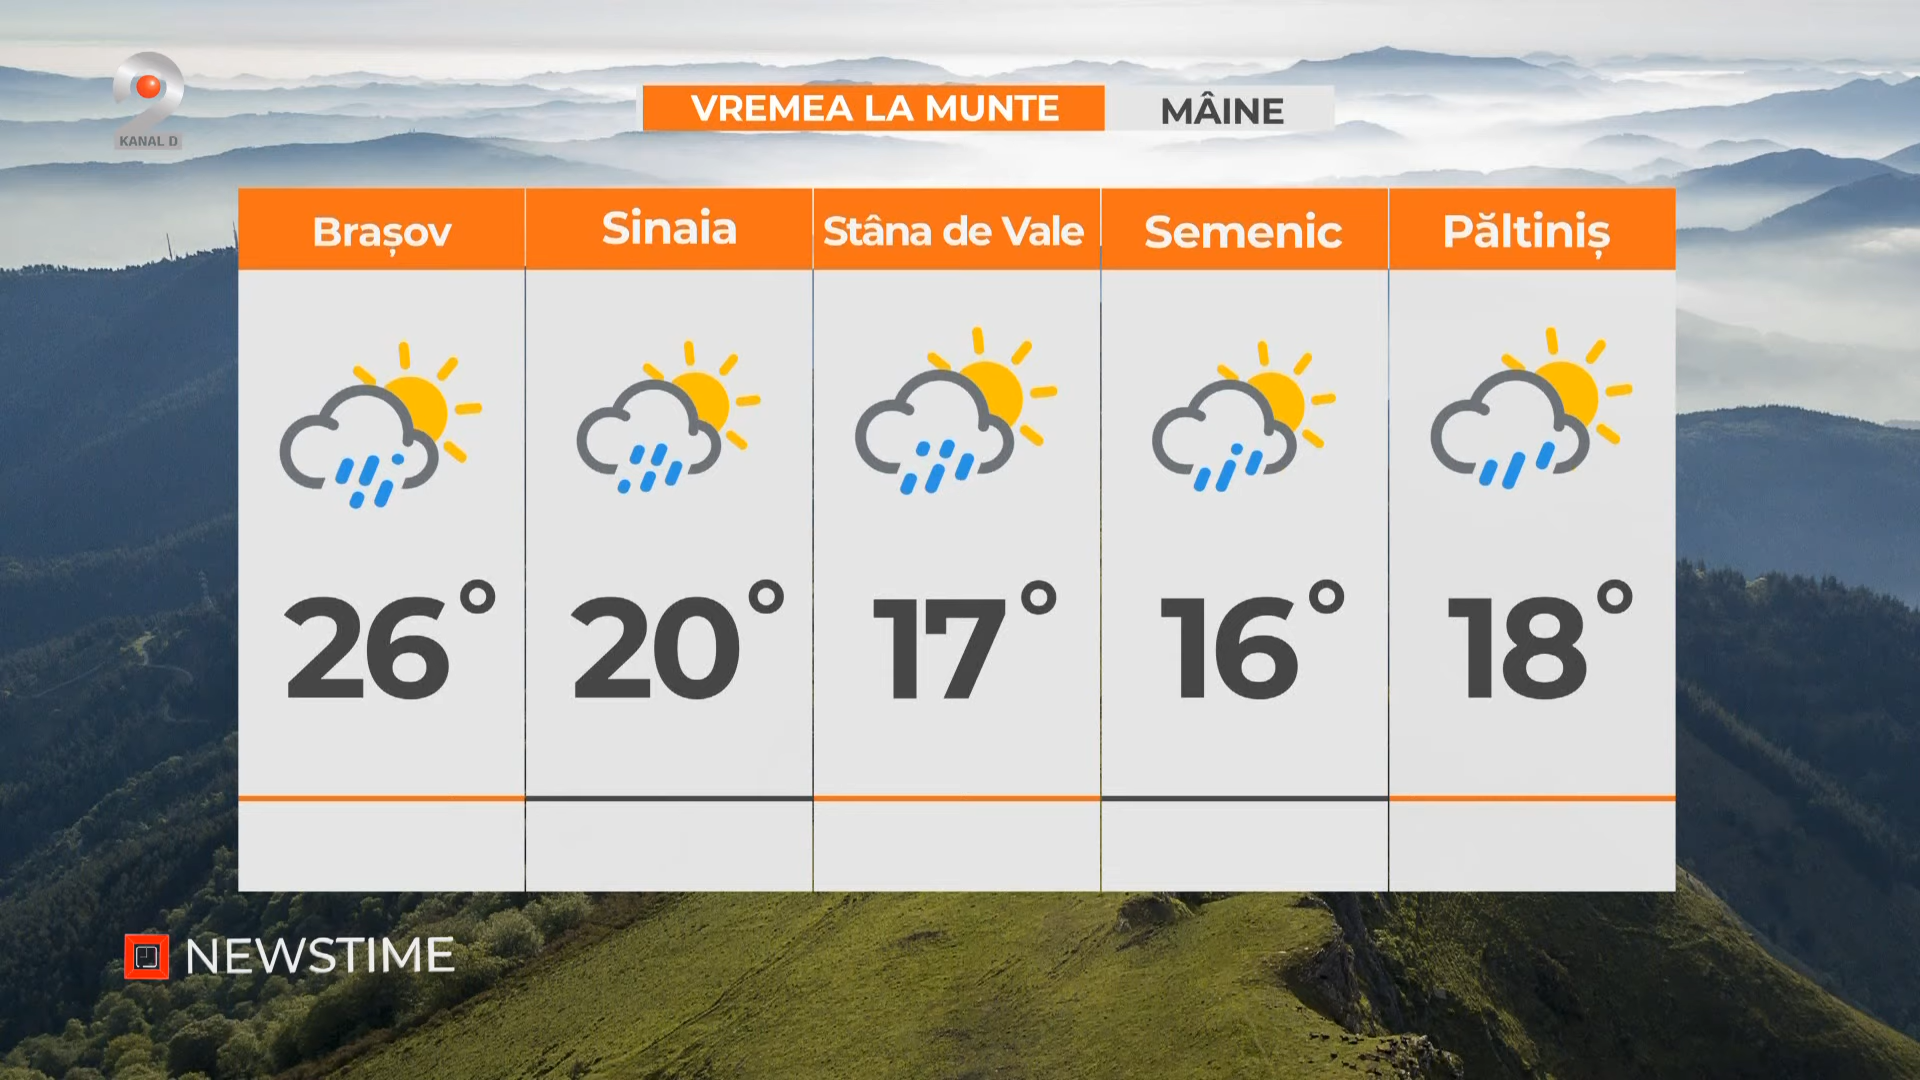 KANAL D
VREMEA LA MUNTE MÂINE
Brașov Sinaia Stâna de Vale Semenic Păltiniș
26° 20° 17° 16° 18°
NEWSTIME